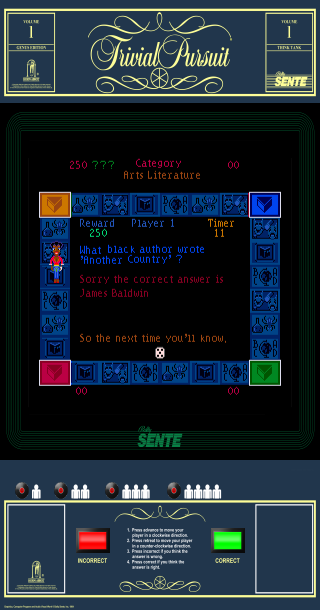 VOLUME
1
GENUS EDITION
Trivial Pursuit
VOLUME
1
THINK TANK
Bally
SENTE
250 ??? Category 00
Arts Literature
Reward Player 1 Timer
250 11
What black author wrote
"Another Country" ?
Sorry the correct answer is
James Baldwin
So the next time you'll know,
00 00
Bally
SENTE
INCORRECT
1. Press advance to move your
player in a clockwise direction.
2. Press retreat to move your player
in a counter-clockwise direction.
3. Press incorrect if you think the
answer is wrong.
4. Press correct if you think the
answer is right.
CORRECT